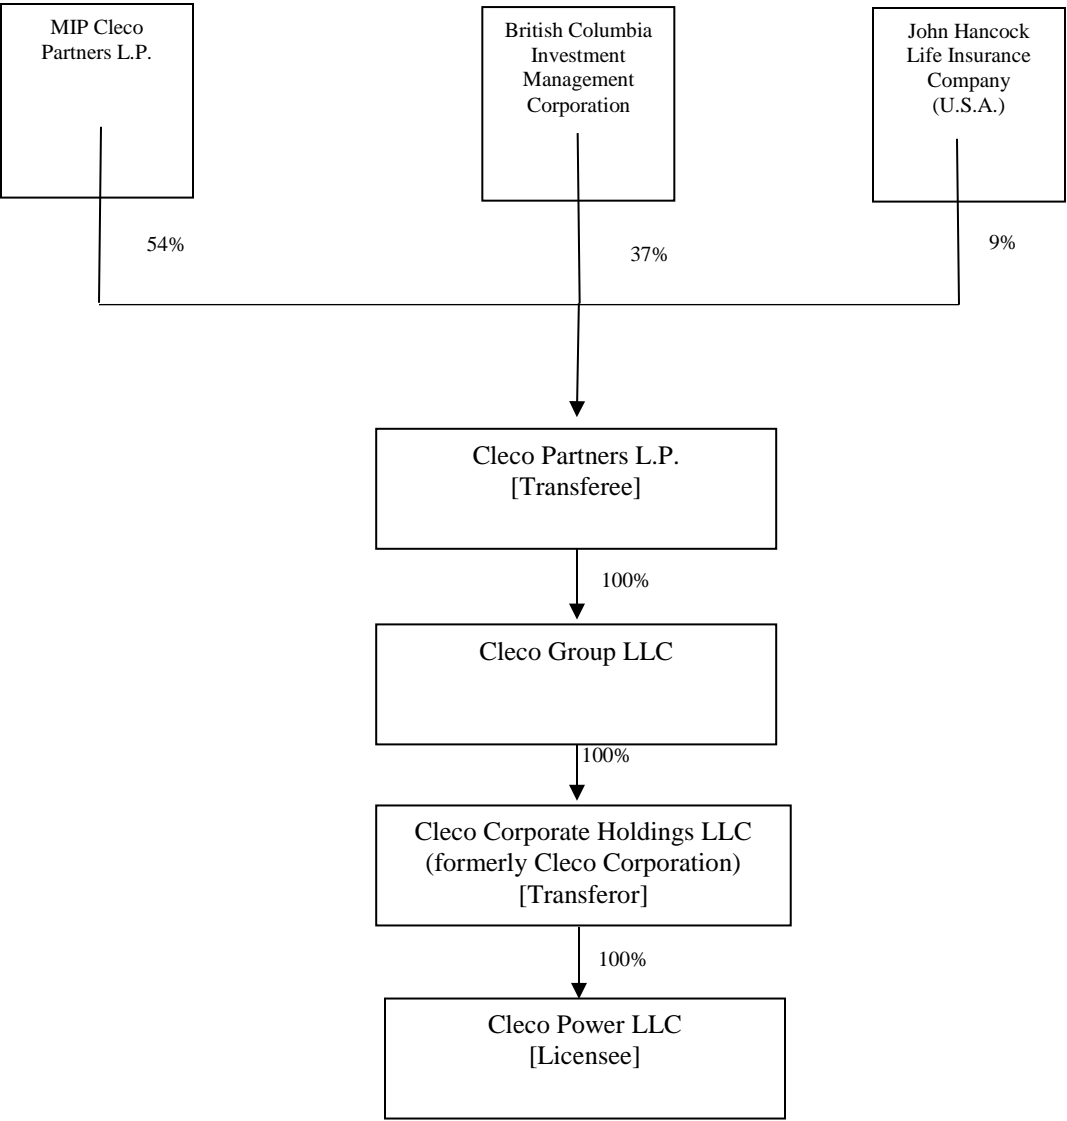 MIP Cleco
Partners L.P.
British Columbia
Investment
Management
Corporation
John Hancock
Life Insurance
Company
(U.S.A.)
54%
37%
9%
Cleco Partners L.P.
[Transferee]
100%
Cleco Group LLC
100%
Cleco Corporate Holdings LLC
(formerly Cleco Corporation)
[Transferor]
100%
Cleco Power LLC
[Licensee]